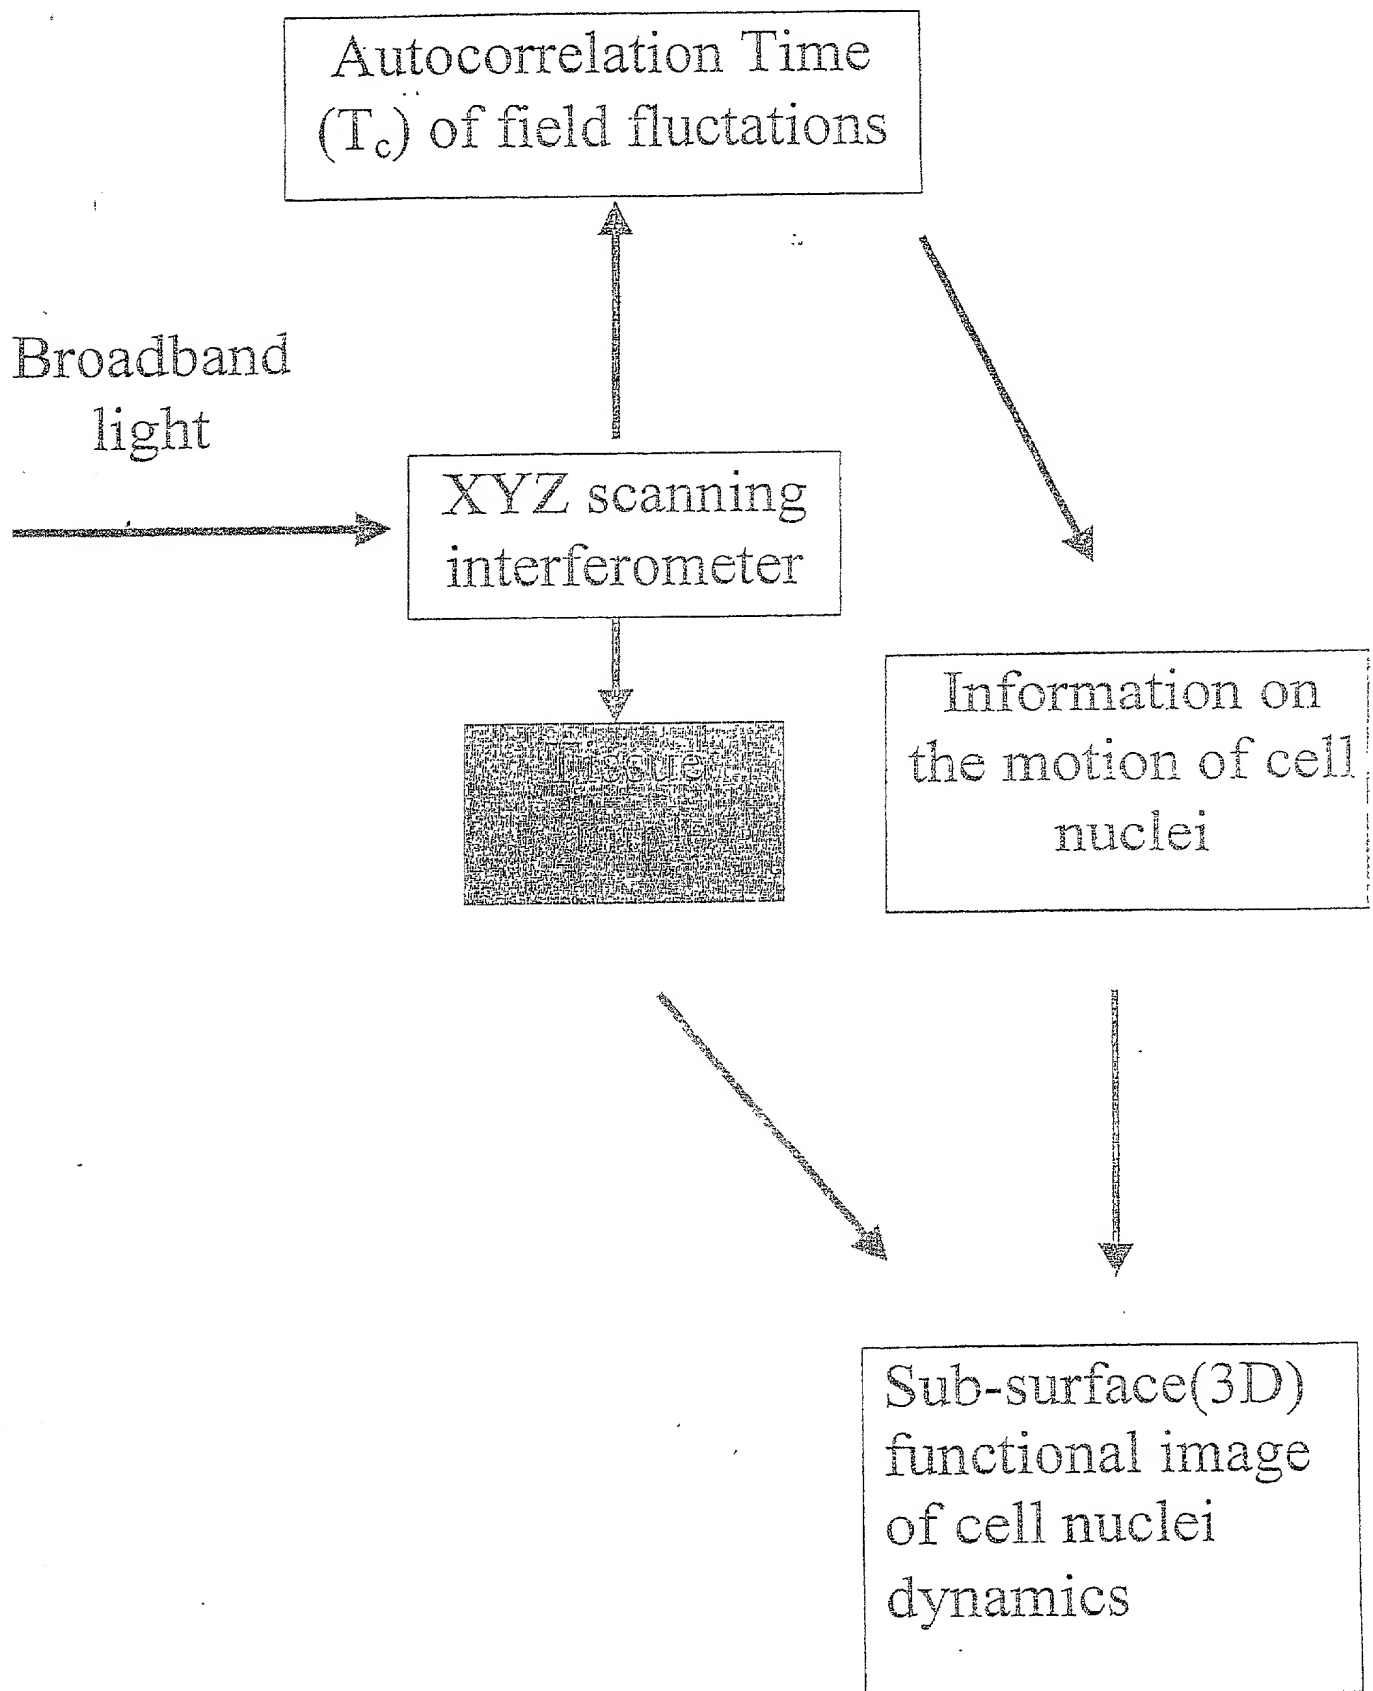 Autocorrelation Time
(Tc) of field fluctations
Broadband
light
XYZ scanning
interferometer
Tissue
Information on
the motion of cell
nuclei
Sub-surface(3D)
functional image
of cell nuclei
dynamics